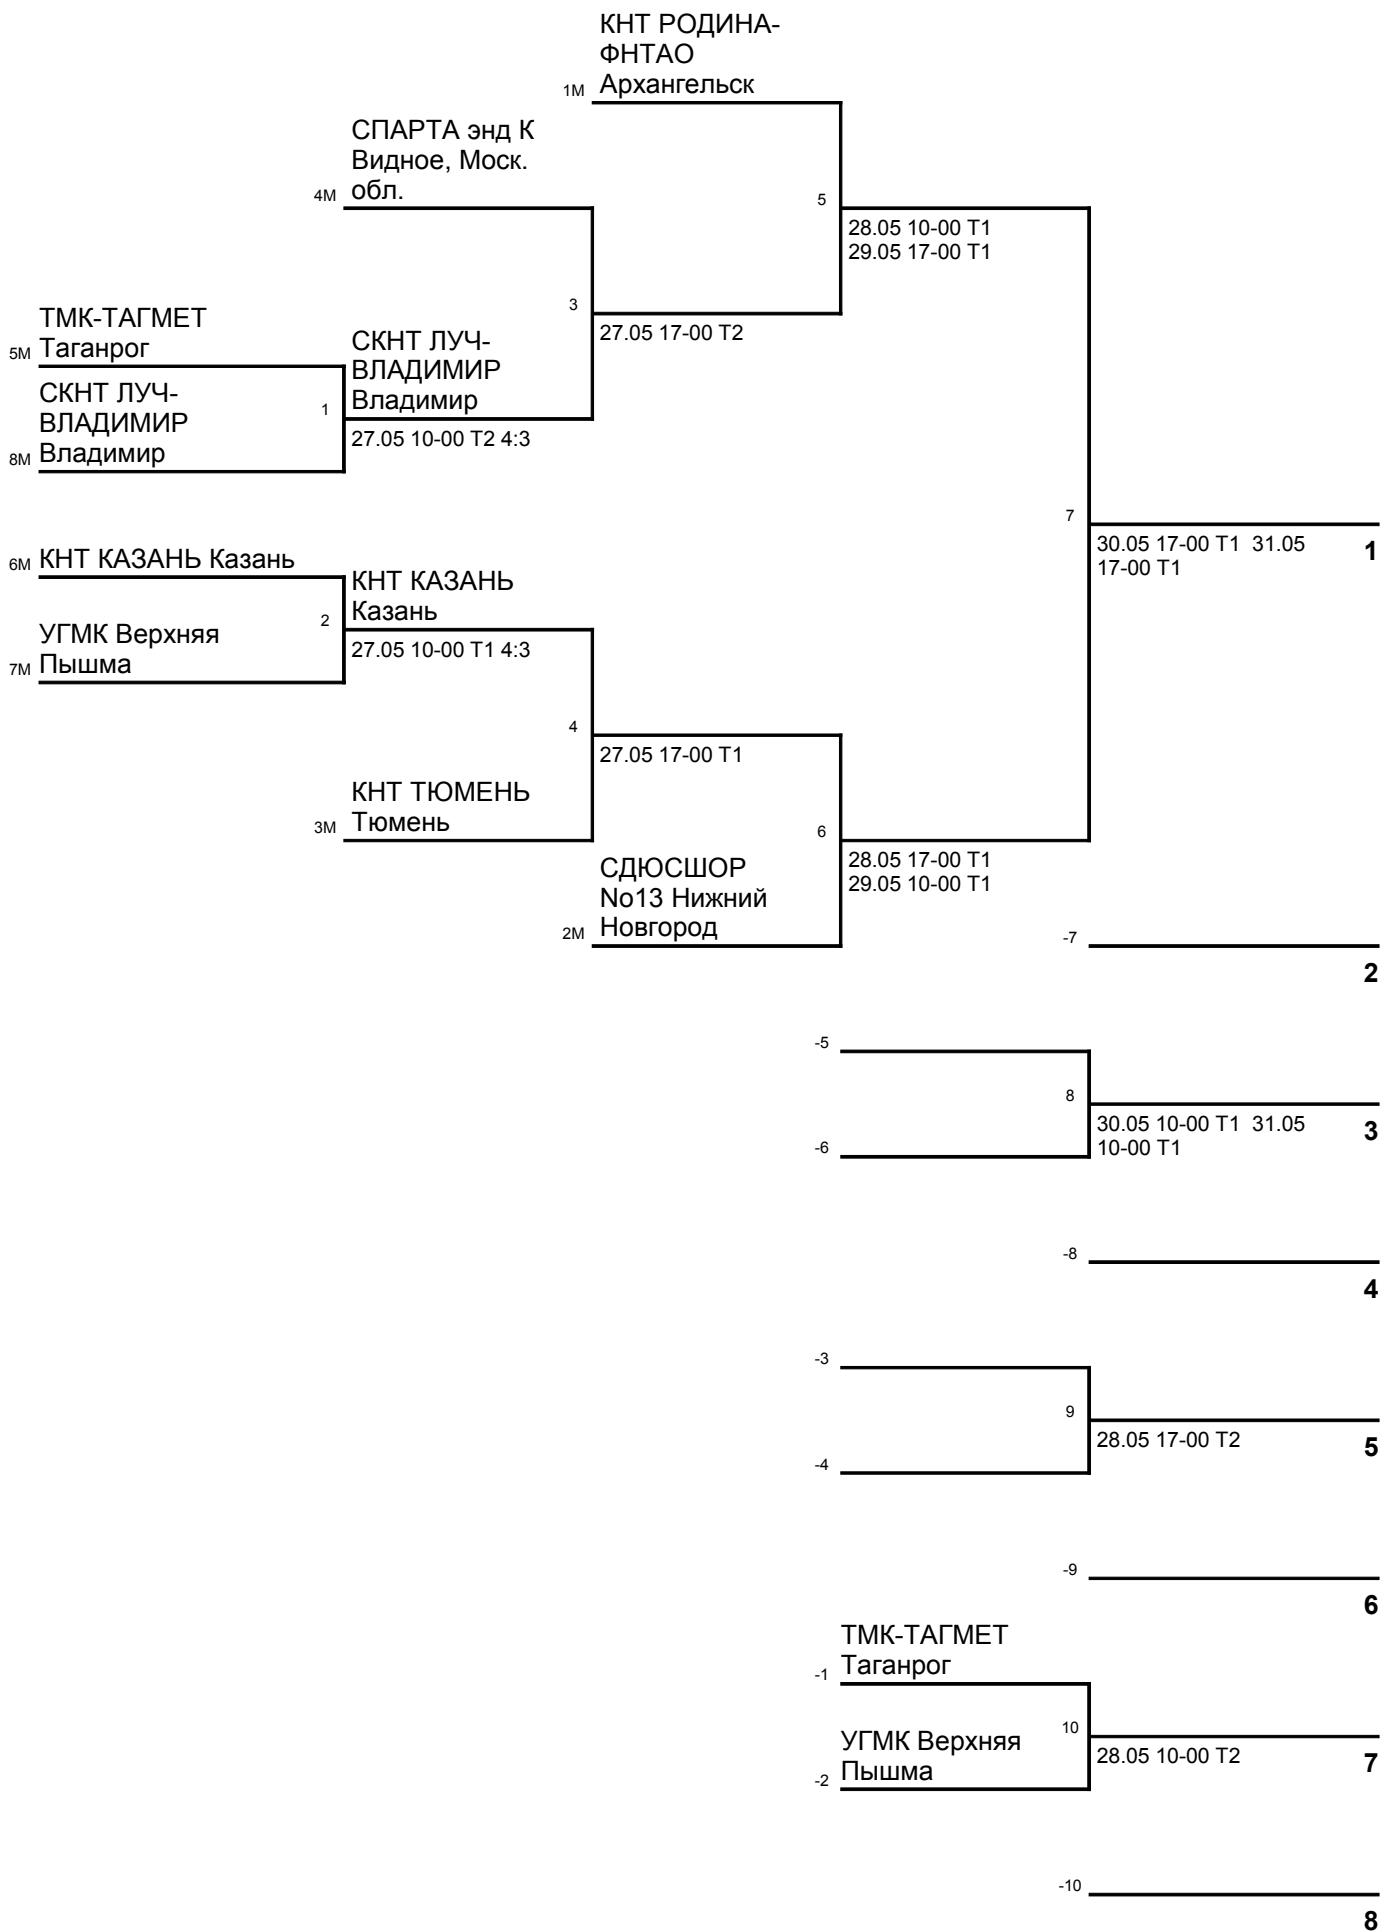 КНТ РОДИНА-
ФНТАО
1М Архангельск
СПАРТА энд К
Видное, Моск.
4М обл.
5
28.05 10-00 Т1
29.05 17-00 Т1
3
27.05 17-00 Т2
ТМК-ТАГМЕТ
5М Таганрог
СКНТ ЛУЧ-
ВЛАДИМИР
Владимир
СКНТ ЛУЧ-
ВЛАДИМИР
8М Владимир
1
27.05 10-00 Т2 4:3
7
30.05 17-00 Т1 31.05
17-00 Т1
1
6М КНТ КАЗАНЬ Казань
КНТ КАЗАНЬ
Казань
2
27.05 10-00 Т1 4:3
УГМК Верхняя
7М Пышма
4
27.05 17-00 Т1
КНТ ТЮМЕНЬ
3М Тюмень
6
28.05 17-00 Т1
29.05 10-00 Т1
СДЮСШОР
No13 Нижний
2М Новгород
-7
2
-5
8
30.05 10-00 Т1 31.05
10-00 Т1
3
-6
-8
4
-3
9
28.05 17-00 Т2
5
-4
-9
6
ТМК-ТАГМЕТ
-1 Таганрог
10
28.05 10-00 Т2
7
УГМК Верхняя
-2 Пышма
-10
8